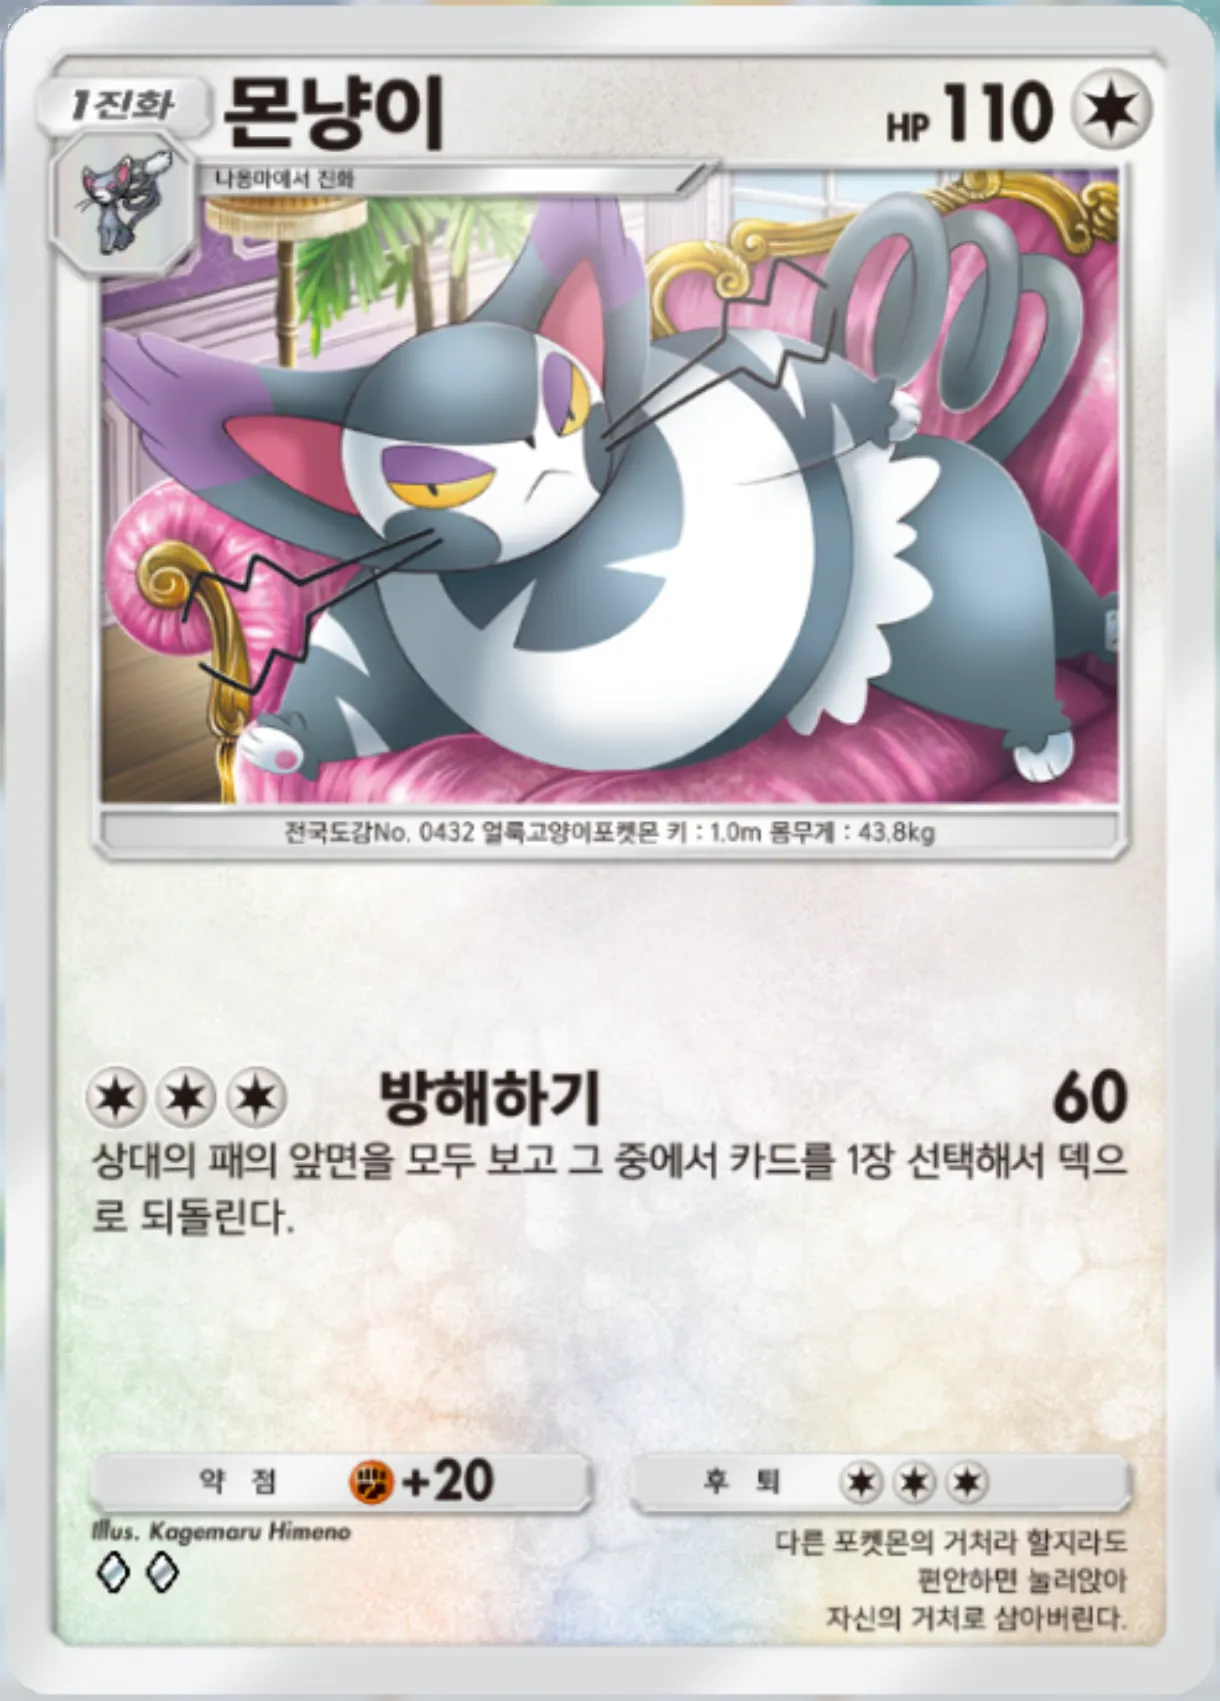 1진화
몬냥이
HP 110
나옹마에서 진화
전국도감No. 0432 얼룩고양이포켓몬 키 : 1.0m 몸무게 : 43.8kg
방해하기 60
상대의 패의 앞면을 모두 보고 그 중에서 카드를 1장 선택해서 덱으
로 되돌린다.
약 점 +20 후 퇴
Illus. Kagemaru Himeno
다른 포켓몬의 거처라 할지라도
편안하면 눌러앉아
자신의 거처로 삼아버린다.